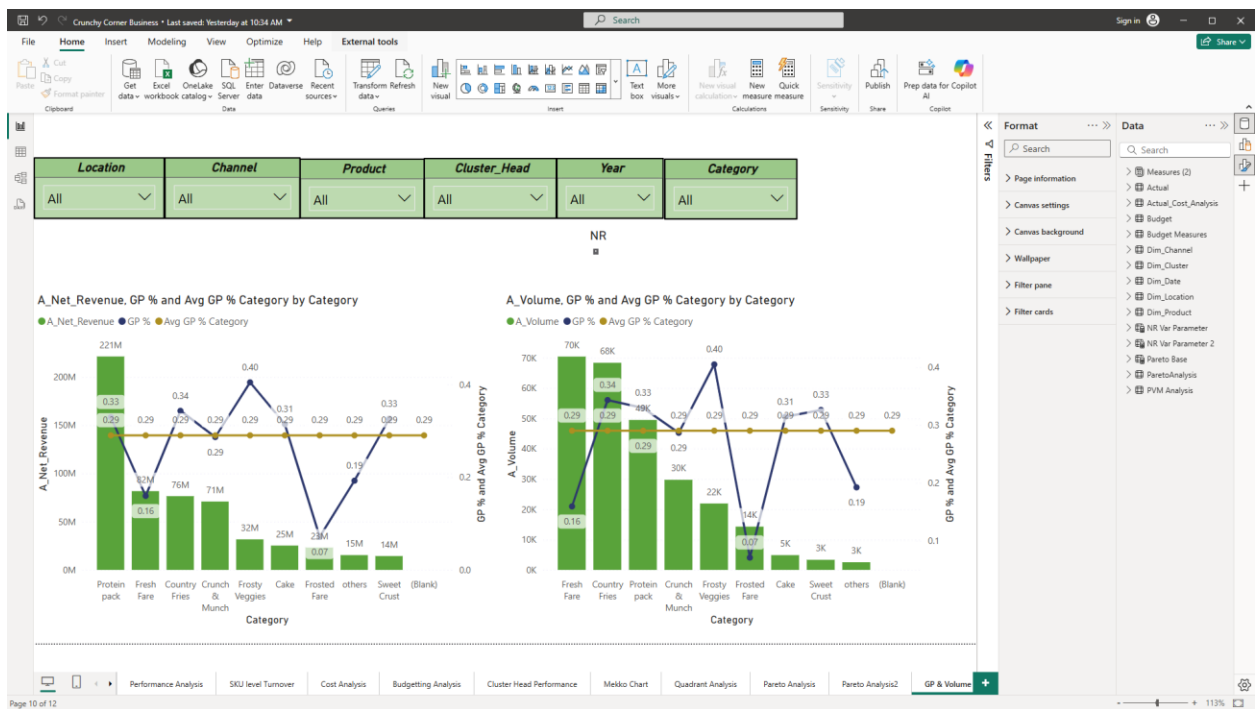 Crunchy Corner Business • Last saved: Yesterday at 10:34 AM
Search
Sign in
File Home Insert Modeling View Optimize Help External tools
Share
Paste
Cut
Copy
Format painter
Clipboard
Get data
Excel workbook
OneLake catalog
SQL Server
Enter data
Dataverse
Recent sources
Data
Transform data
Refresh
Queries
New visual
Text box
More visuals
Insert
New visual calculation
New measure
Quick measure
Calculations
Sensitivity
Sensitivity
Publish
Share
Prep data for AI
Copilot
Copilot
Location Channel Product Cluster_Head Year Category
All All All All All All
NR
A_Net_Revenue, GP % and Avg GP % Category by Category
A_Net_Revenue GP % Avg GP % Category
A_Net_Revenue
200M
150M
100M
50M
0M
221M 82M 76M 71M 32M 25M 23M 15M 14M
0.33 0.16 0.34 0.29 0.40 0.31 0.07 0.19 0.33
0.29 0.29 0.29 0.29 0.29 0.29 0.29 0.29 0.29 0.29
0.4
0.2
0.0
GP % and Avg GP % Category
Protein pack
Fresh Fare
Country Fries
Crunch & Munch
Frosty Veggies
Cake
Frosted Fare
others
Sweet Crust
(Blank)
Category
A_Volume, GP % and Avg GP % Category by Category
A_Volume GP % Avg GP % Category
A_Volume
70K
60K
50K
40K
30K
20K
10K
0K
70K 68K 49K 30K 22K 14K 5K 3K 3K
0.16 0.34 0.33 0.29 0.40 0.07 0.31 0.33 0.19
0.29 0.29 0.29 0.29 0.29 0.29 0.29 0.29 0.29 0.29
0.4
0.3
0.2
0.1
GP % and Avg GP % Category
Fresh Fare
Country Fries
Protein pack
Crunch & Munch
Frosty Veggies
Frosted Fare
Cake
Sweet Crust
others
(Blank)
Category
Filters
Format
Search
Page information
Canvas settings
Canvas background
Wallpaper
Filter pane
Filter cards
Data
Search
Measures (2)
Actual
Actual_Cost_Analysis
Budget
Budget Measures
Dim_Channel
Dim_Cluster
Dim_Date
Dim_Location
Dim_Product
NR Var Parameter
NR Var Parameter 2
Pareto Base
ParetoAnalysis
PVM Analysis
Performance Analysis
SKU level Turnover
Cost Analysis
Budgetting Analysis
Cluster Head Performance
Mekko Chart
Quadrant Analysis
Pareto Analysis
Pareto Analysis2
GP & Volume
Page 10 of 12
113%